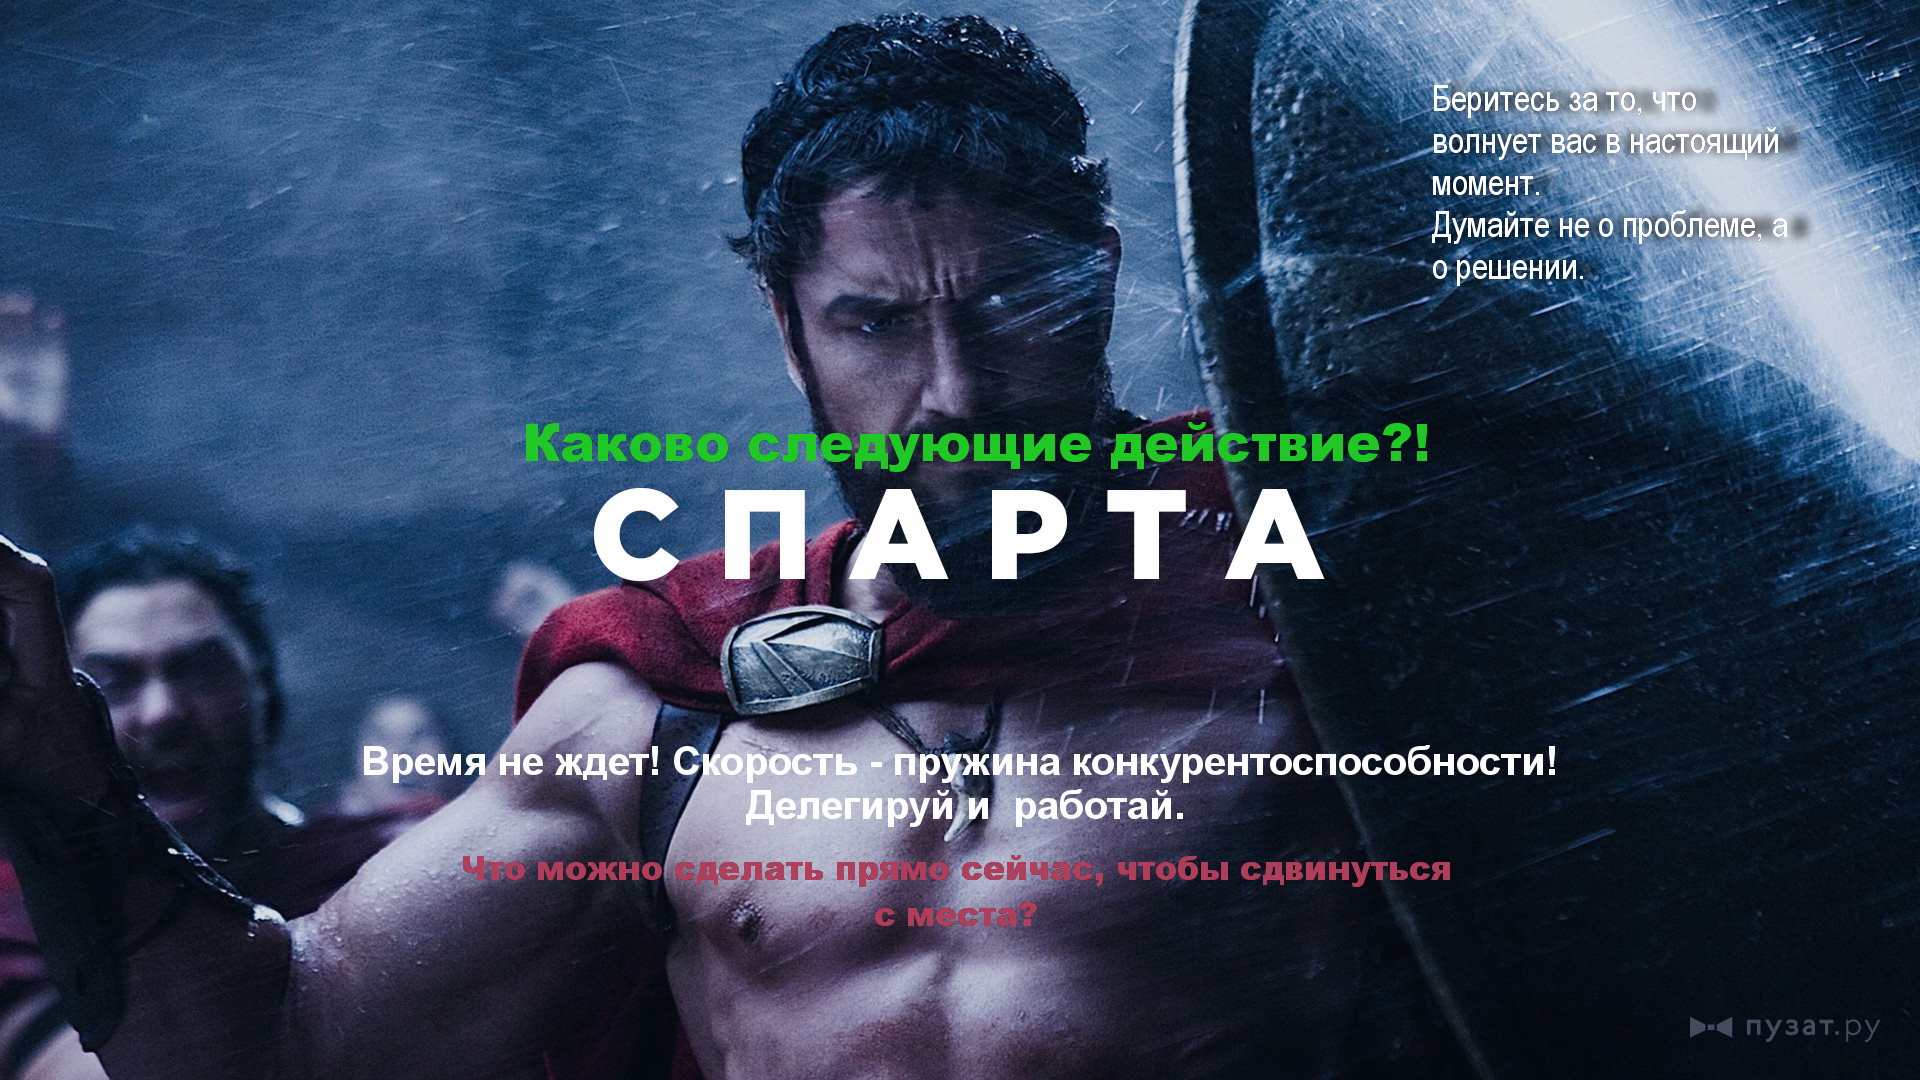 Беритесь за то, что
волнует вас в настоящий
момент.
Думайте не о проблеме, а
о решении.
Каково следующие действие?!
СПАРТА
Время не ждет! Скорость - пружина конкурентоспособности!
Делегируй и  работай.
Что можно сделать прямо сейчас, чтобы сдвинуться
с места?
пузат.ру